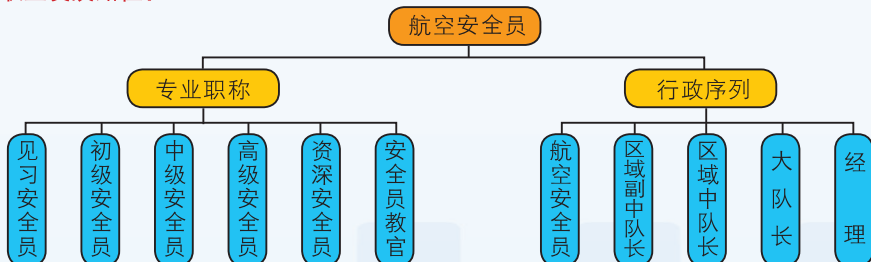 航空安全员
专业职称
行政序列
见习安全员
初级安全员
中级安全员
高级安全员
资深安全员
安全员教官
航空安全员
区域副中队长
区域中队长
大队长
经理